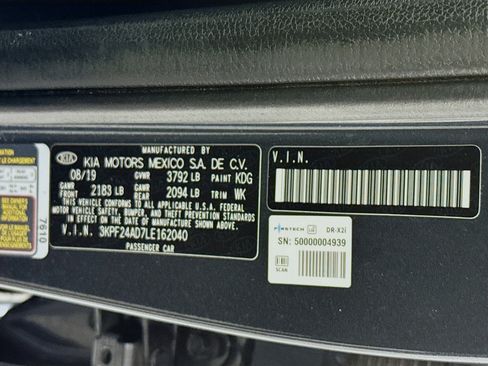 MANUFACTURED BY
KIA KIA MOTORS MEXICO S.A. DE C.V.
08/19 GVWR 3792 LB PAINT KDG
GAWR FRONT 2183 LB GAWR REAR 2094 LB TRIM WK
THIS VEHICLE CONFORMS TO ALL APPLICABLE U.S.A. FEDERAL
MOTOR VEHICLE SAFETY, BUMPER, AND THEFT PREVENTION
STANDARDS IN EFFECT ON THE DATE OF MANUFACTURE SHOWN ABOVE.
V.I.N. 3KPF24AD7LE162040
PASSENGER CAR
V.I.N.
FIRSTECH DR-X2i
SN: 50000004939
SCAN
7610